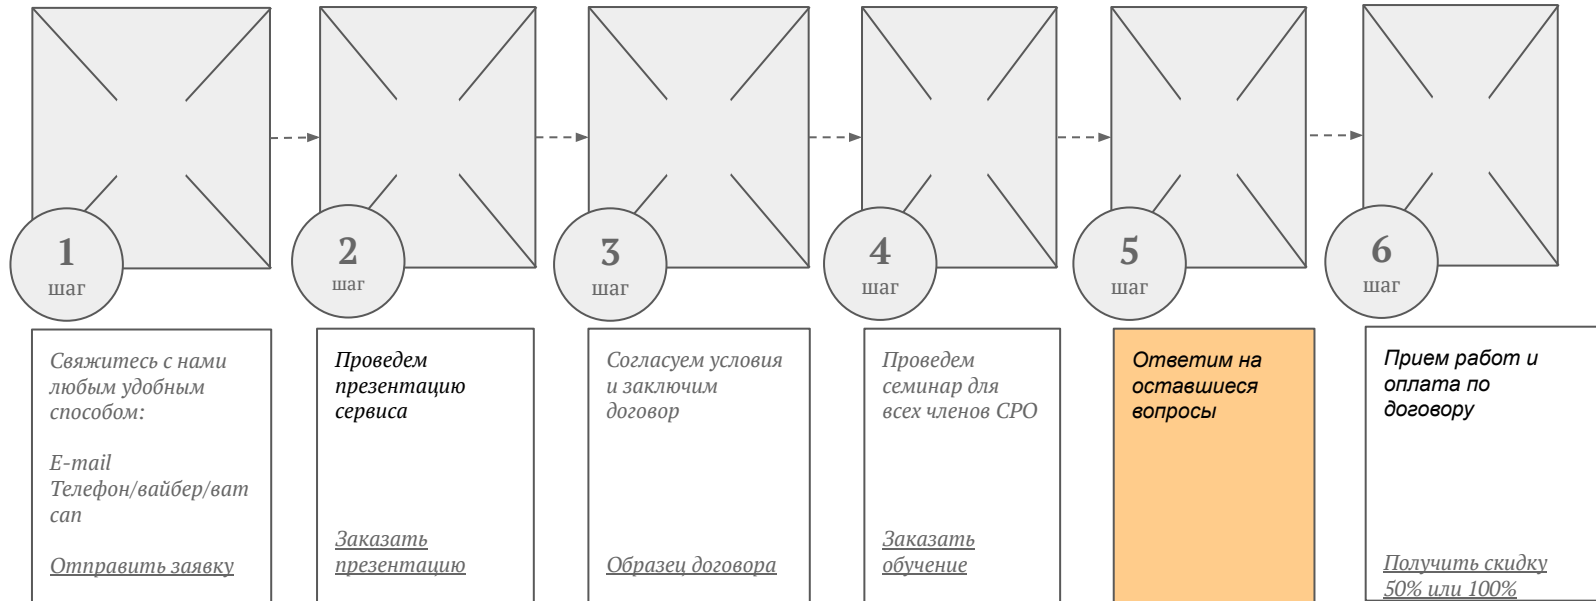 1
шаг
2
шаг
3
шаг
4
шаг
5
шаг
6
шаг
Свяжитесь с нами
любым удобным
способом:
E-mail
Телефон/вайбер/ват
сап
Отправить заявку
Проведем
презентацию
сервиса
Заказать
презентацию
Согласуем условия
и заключим
договор
Образец договора
Проведем
семинар для
всех членов СРО
Заказать
обучение
Ответим на
оставшиеся
вопросы
Прием работ и
оплата по
договору
Получить скидку
50% или 100%